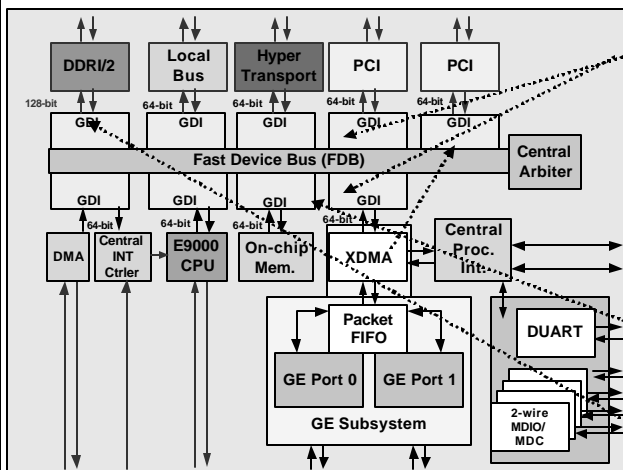 DDRI/2
Local
Bus
Hyper
Transport
PCI
PCI
128-bit
64-bit
64-bit
64-bit
64-bit
GDI
GDI
GDI
GDI
GDI
Fast Device Bus (FDB)
Central
Arbiter
GDI
GDI
GDI
GDI
64-bit
64-bit
64-bit
64-bit
DMA
Central
INT
Ctrler
E9000
CPU
On-chip
Mem.
XDMA
Central
Proc.
Int.
Packet
FIFO
DUART
GE Port 0
GE Port 1
GE Subsystem
2-wire
MDIO/
MDC